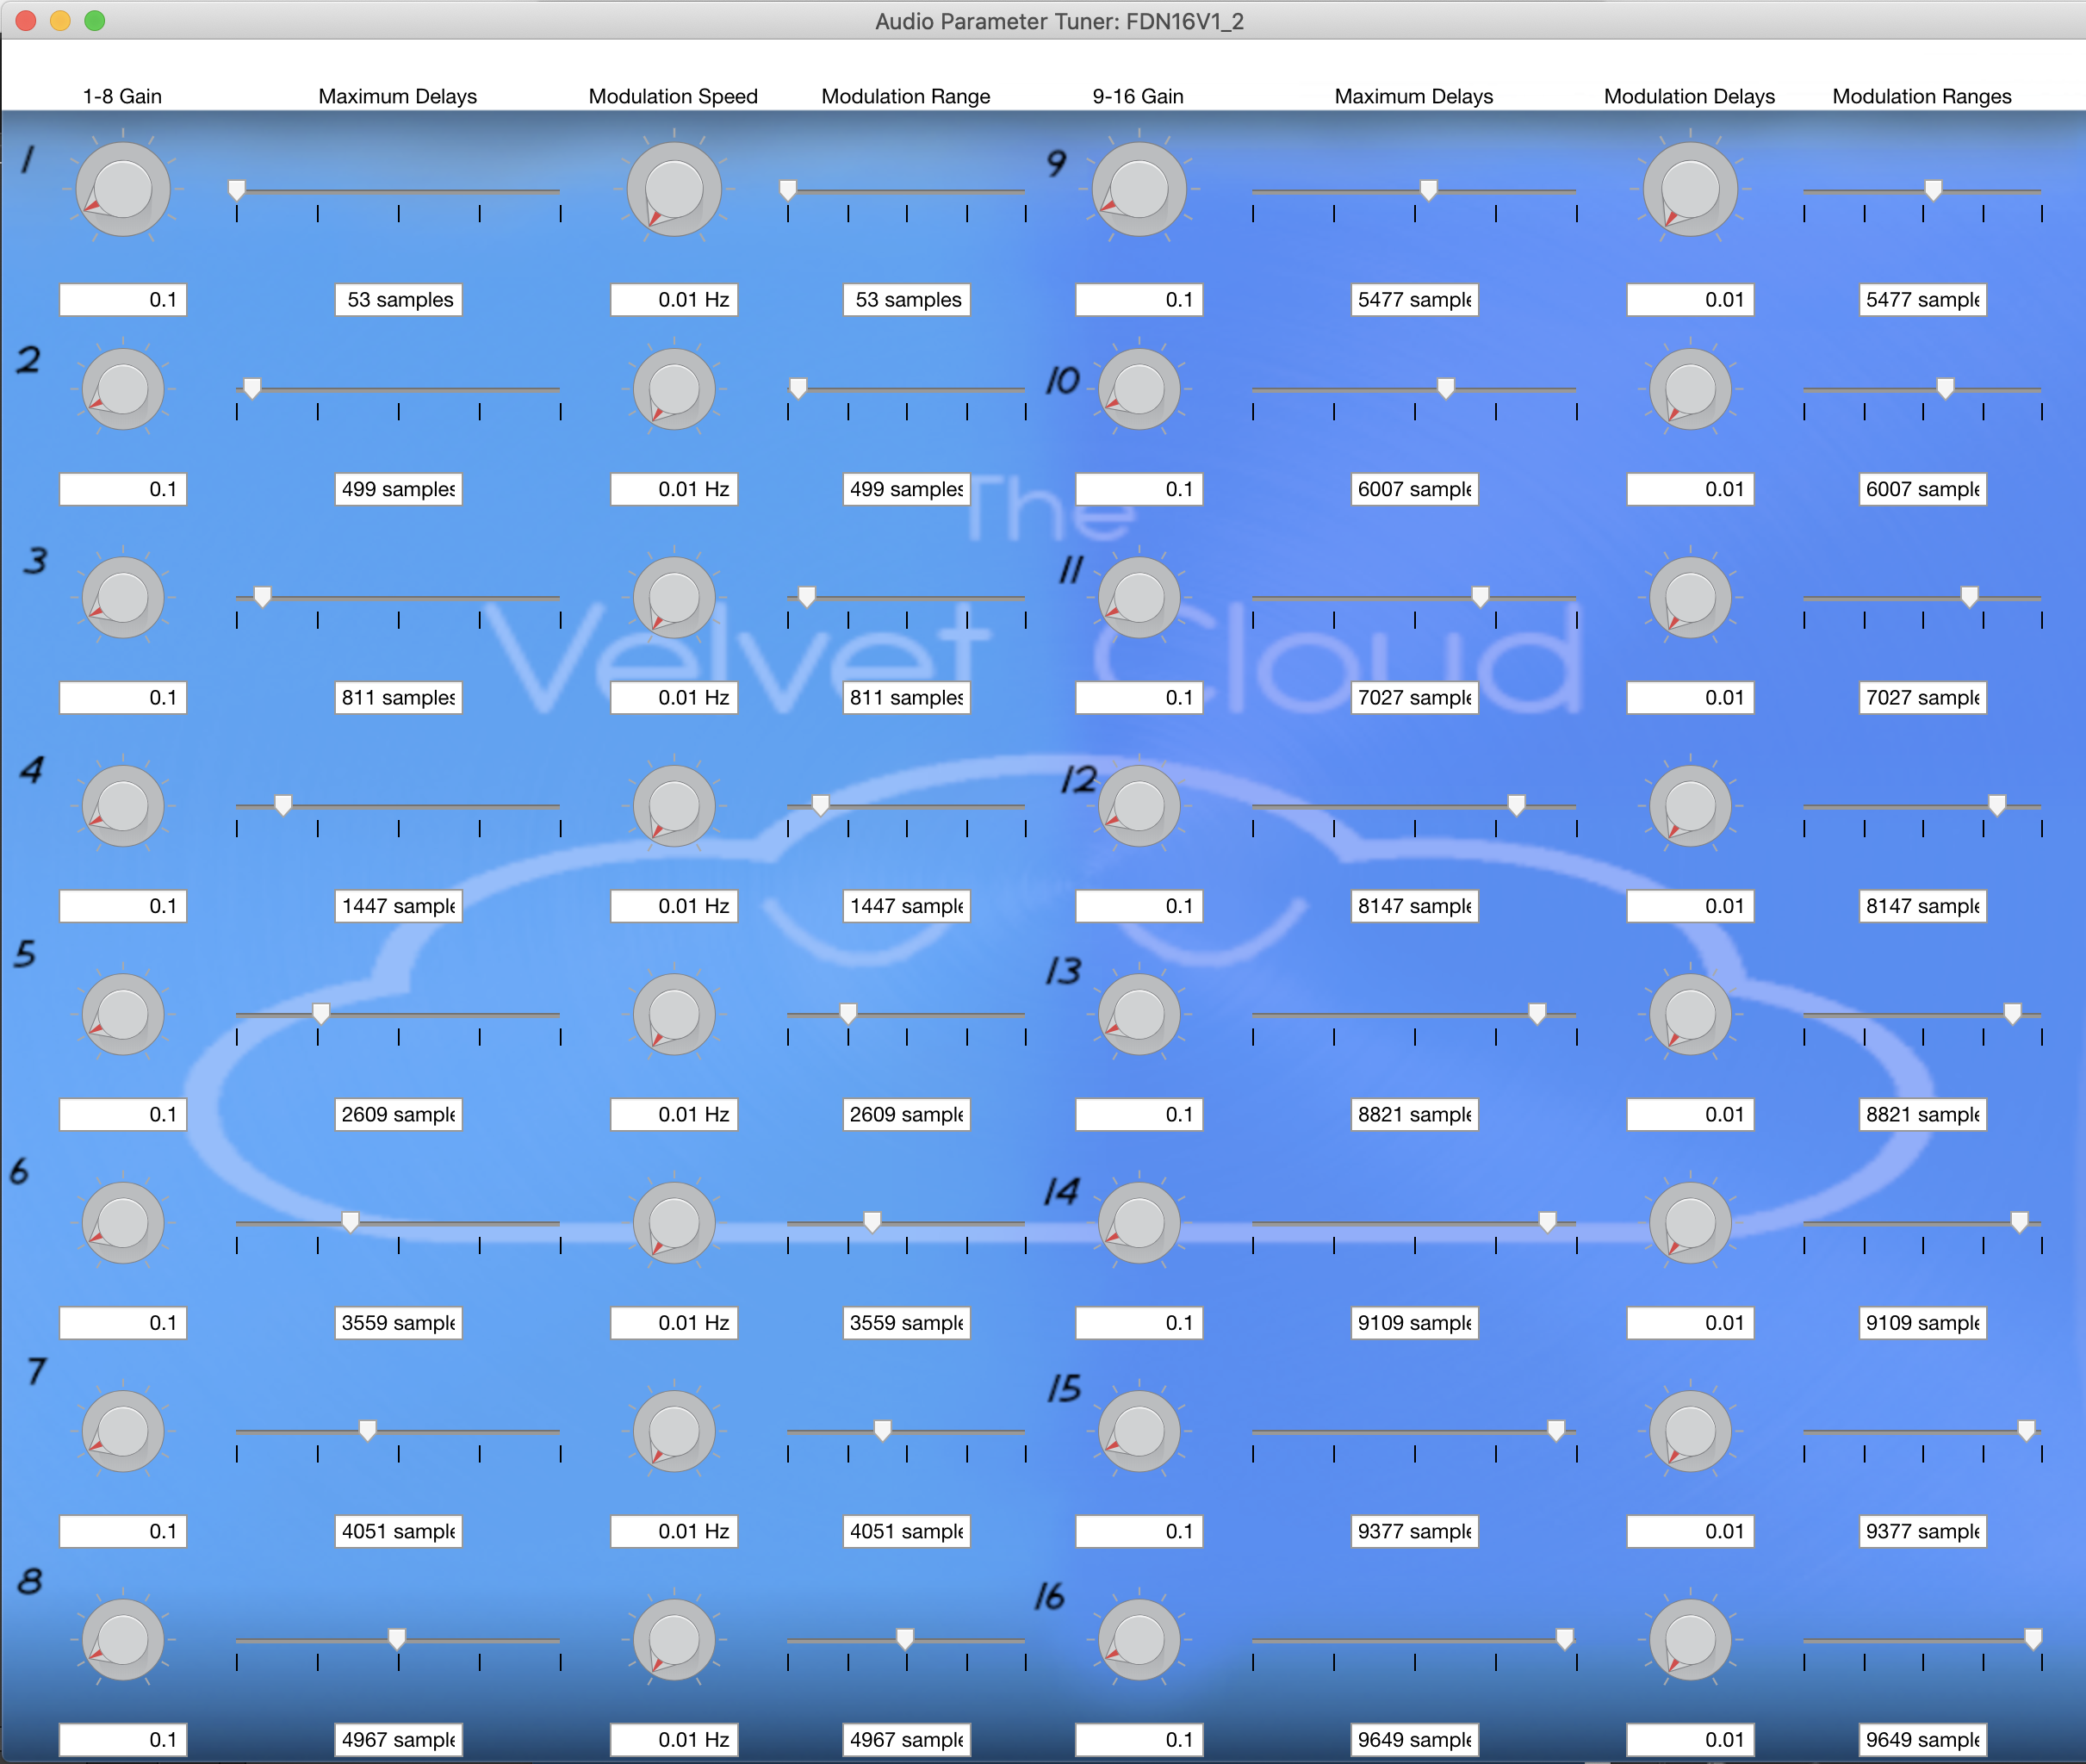 Audio Parameter Tuner: FDN16V1_2
1-8 Gain Maximum Delays Modulation Speed Modulation Range 9-16 Gain Maximum Delays Modulation Delays Modulation Ranges
1 9
0.1 53 samples 0.01 Hz 53 samples 0.1 5477 sample 0.01 5477 sample
2 10
0.1 499 samples 0.01 Hz 499 samples 0.1 6007 sample 0.01 6007 sample
The
3 11
Velvet Cloud
0.1 811 samples 0.01 Hz 811 samples 0.1 7027 sample 0.01 7027 sample
4 12
0.1 1447 sample 0.01 Hz 1447 sample 0.1 8147 sample 0.01 8147 sample
5 13
0.1 2609 sample 0.01 Hz 2609 sample 0.1 8821 sample 0.01 8821 sample
6 14
0.1 3559 sample 0.01 Hz 3559 sample 0.1 9109 sample 0.01 9109 sample
7 15
0.1 4051 sample 0.01 Hz 4051 sample 0.1 9377 sample 0.01 9377 sample
8 16
0.1 4967 sample 0.01 Hz 4967 sample 0.1 9649 sample 0.01 9649 sample